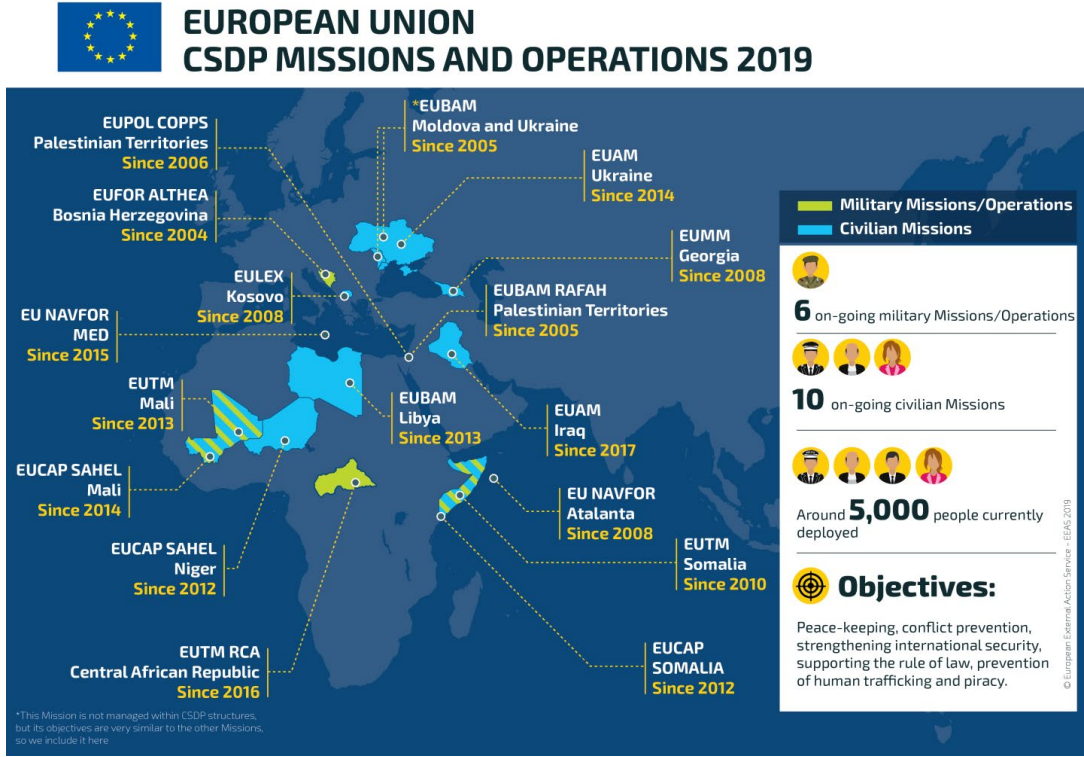 EUROPEAN UNION
CSDP MISSIONS AND OPERATIONS 2019
EUPOL COPPS
Palestinian Territories
Since 2006
EUFOR ALTHEA
Bosnia Herzegovina
Since 2004
EULEX
Kosovo
Since 2008
EU NAVFOR
MED
Since 2015
EUTM
Mali
Since 2013
EUCAP SAHEL
Mali
Since 2014
EUCAP SAHEL
Niger
Since 2012
EUTM RCA
Central African Republic
Since 2016
*EUBAM
Moldova and Ukraine
Since 2005
EUAM
Ukraine
Since 2014
EUMM
Georgia
Since 2008
EUBAM RAFAH
Palestinian Territories
Since 2005
EUBAM
Libya
Since 2013
EUAM
Iraq
Since 2017
EU NAVFOR
Atalanta
Since 2008
EUTM
Somalia
Since 2010
EUCAP
SOMALIA
Since 2012
Military Missions/Operations
Civilian Missions
6 on-going military Missions/Operations
10 on-going civilian Missions
Around 5,000 people currently
deployed
Objectives:
Peace-keeping, conflict prevention,
strengthening international security,
supporting the rule of law, prevention
of human trafficking and piracy.
© European External Action Service - EEAS 2019
*This Mission is not managed within CSDP structures,
but its objectives are very similar to the other Missions,
so we include it here